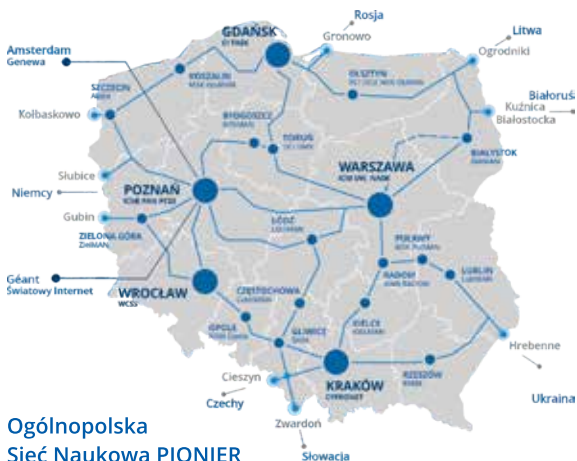 Rosja
GDAŃSK
Gronowo
Litwa
Ogrodniki
Amsterdam
Genewa
KOSZALIN
OLSZTYN
SZCZECIN
Białoruś
Kuźnica
Białostocka
Kołbaskowo
BYDGOSZCZ
TORUŃ
BIAŁYSTOK
WARSZAWA
Słubice
POZNAŃ
Niemcy
Gubin
ŁÓDŹ
ZIELONA GÓRA
PUŁAWY
RADOM
LUBLIN
Géant
Światowy Internet
WROCŁAW
WCSS
CZĘSTOCHOWA
OPOLE
GLIWICE
KIELCE
Hrebenne
Cieszyn
KRAKÓW
CYFRONET
RZESZÓW
Czechy
Ukraina
Zwardoń
Ogólnopolska
Sieć Naukowa PIONIER
Słowacja